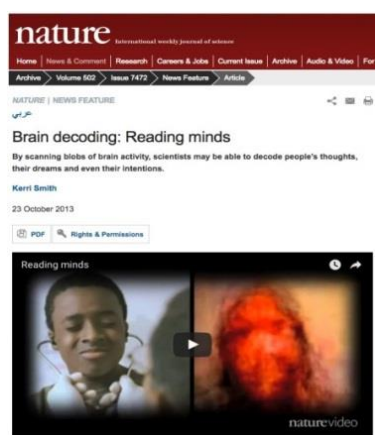 nature International weekly journal of science
Home News & Comment Research Careers & Jobs Current Issue Archive Audio & Video For
Archive Volume 502 Issue 7472 News Feature Article
NATURE | NEWS FEATURE
عربي
Brain decoding: Reading minds
By scanning blobs of brain activity, scientists may be able to decode people's thoughts,
their dreams and even their intentions.
Kerri Smith
23 October 2013
PDF Rights & Permissions
Reading minds
naturevideo